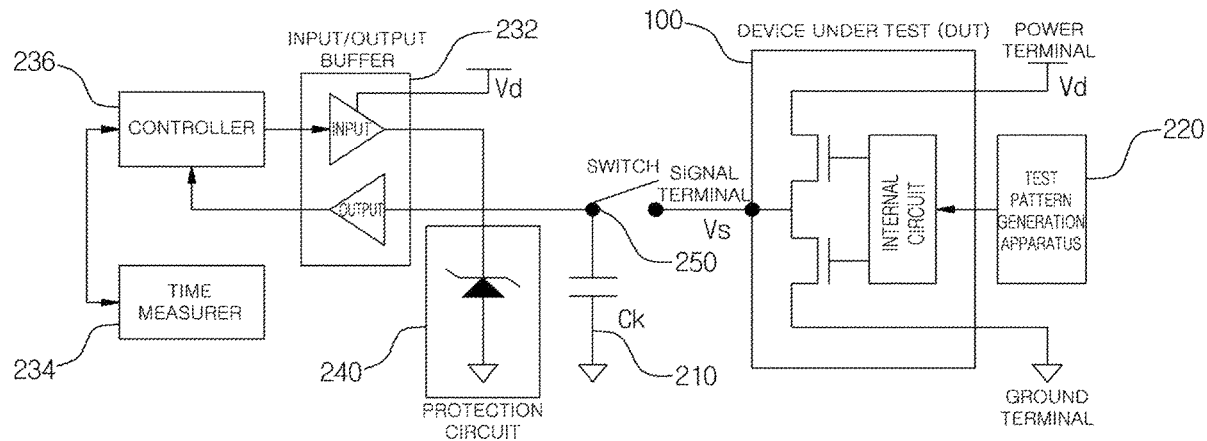 236
INPUT/OUTPUT
BUFFER
232
Vd
CONTROLLER
INPUT
OUTPUT
TIME
MEASURER
234
240
PROTECTION
CIRCUIT
SWITCH
250
Ck
210
SIGNAL
TERMINAL
Vs
100
DEVICE UNDER TEST (DUT)
POWER
TERMINAL
Vd
INTERNAL
CIRCUIT
220
TEST
PATTERN
GENERATION
APPARATUS
GROUND
TERMINAL